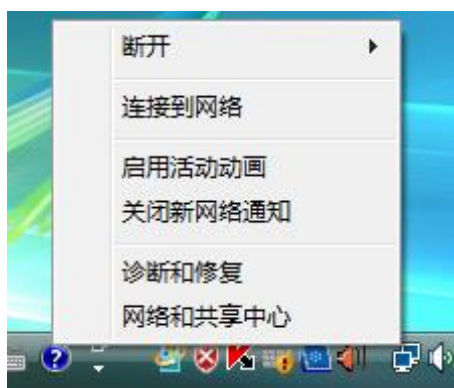 断开
连接到网络
启用活动动画
关闭新网络通知
诊断和修复
网络和共享中心